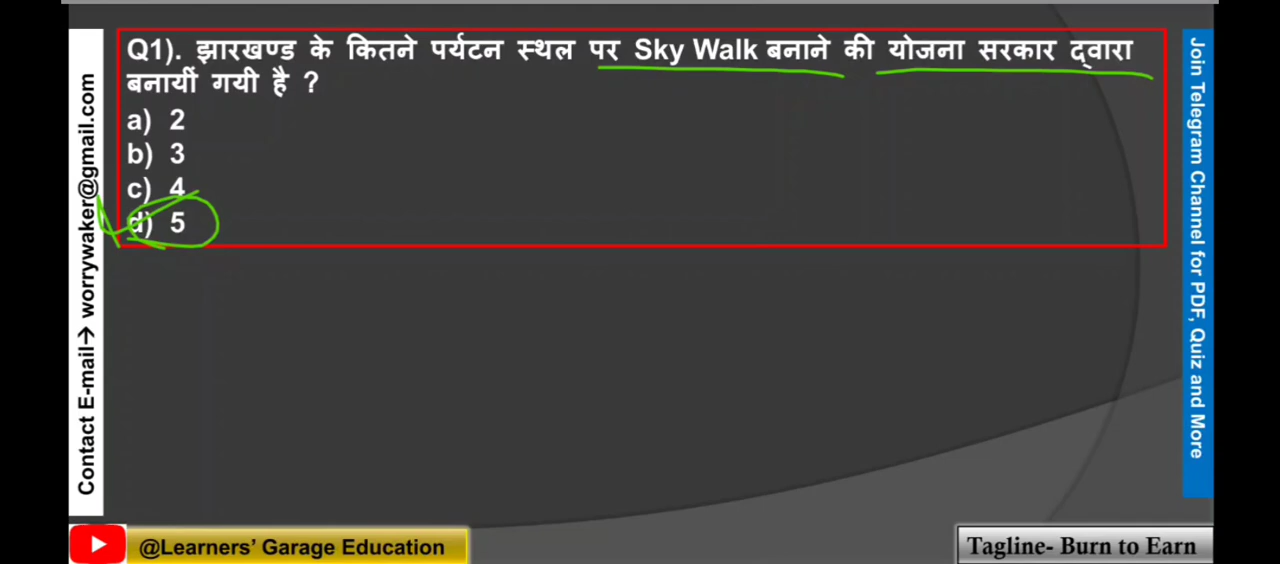 Q1). झारखण्ड के कितने पर्यटन स्थल पर Sky Walk बनाने की योजना सरकार द्वारा
बनायीं गयी है ?
a) 2
b) 3
c) 4
d) 5
Contact E-mail→ worrywaker@gmail.com
Join Telegram Channel for PDF, Quiz and More
@Learners’ Garage Education
Tagline- Burn to Earn